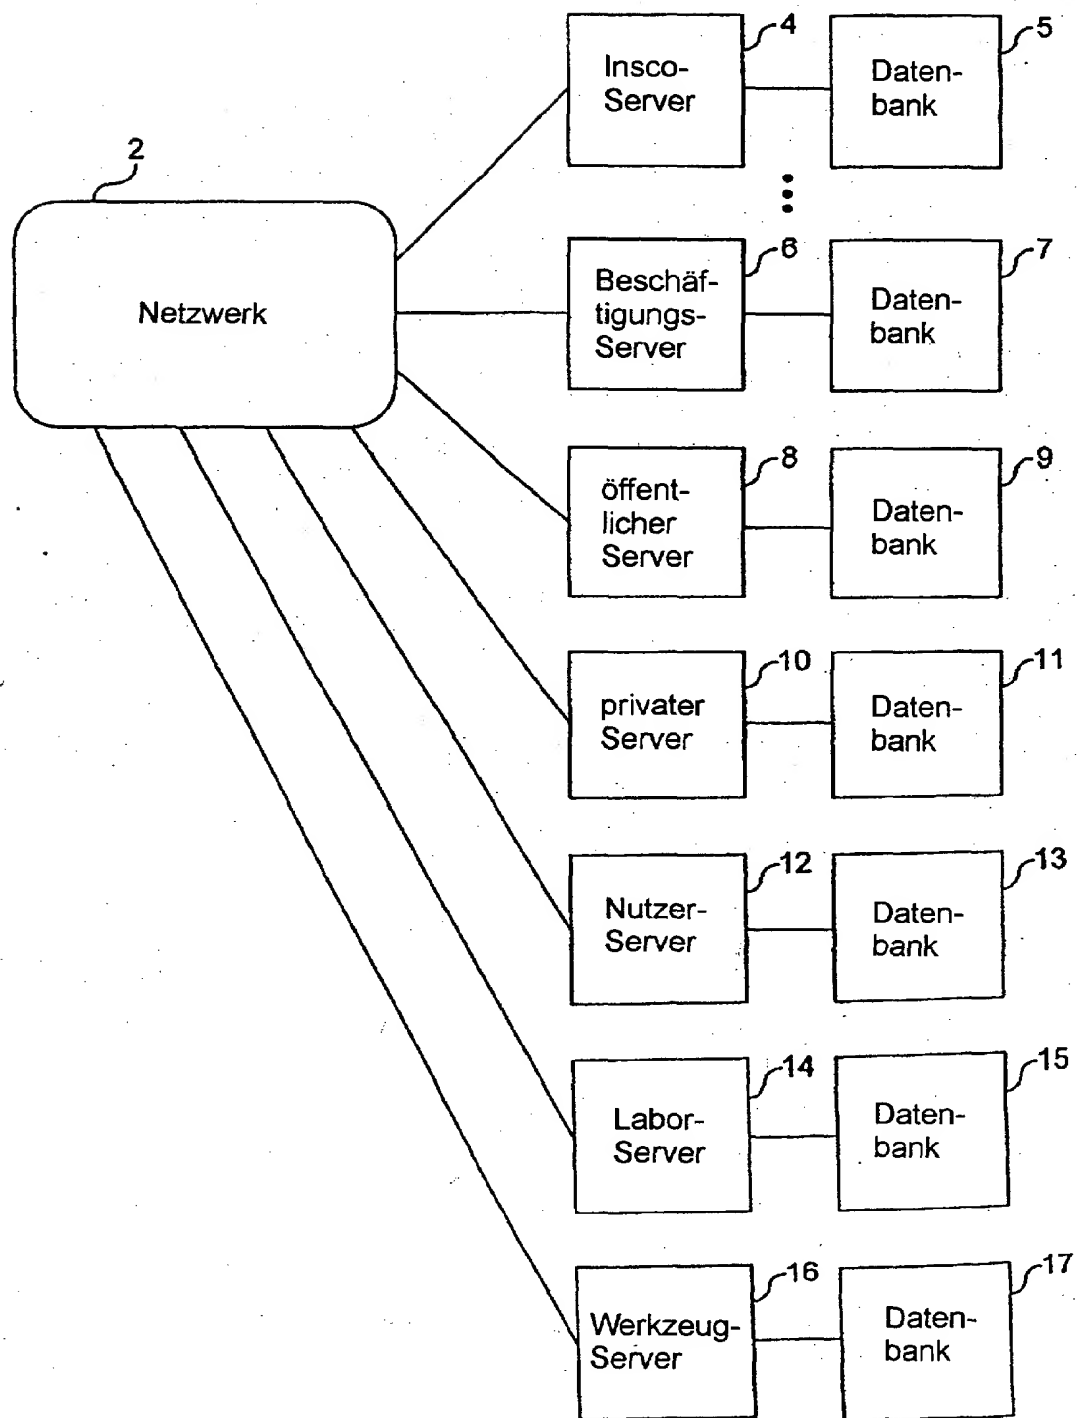 4
5
Insco-
Server
Daten-
bank
2
Netzwerk
6
7
Beschäf-
tigungs-
Server
Daten-
bank
8
9
öffent-
licher
Server
Daten-
bank
10
11
privater
Server
Daten-
bank
12
13
Nutzer-
Server
Daten-
bank
14
15
Labor-
Server
Daten-
bank
16
17
Werkzeug-
Server
Daten-
bank